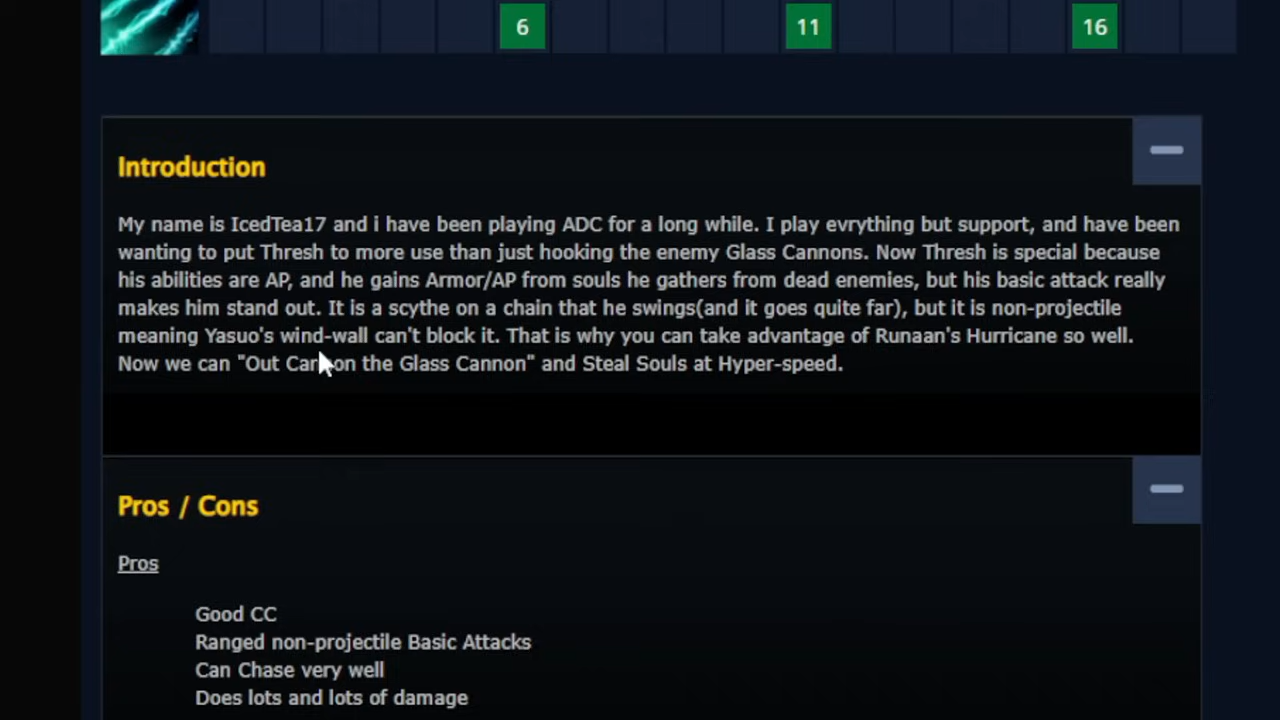 6 11 16
Introduction
My name is IcedTea17 and i have been playing ADC for a long while. I play evrything but support, and have been
wanting to put Thresh to more use than just hooking the enemy Glass Cannons. Now Thresh is special because
his abilities are AP, and he gains Armor/AP from souls he gathers from dead enemies, but his basic attack really
makes him stand out. It is a scythe on a chain that he swings(and it goes quite far), but it is non-projectile
meaning Yasuo's wind-wall can't block it. That is why you can take advantage of Runaan's Hurricane so well.
Now we can "Out Cannon the Glass Cannon" and Steal Souls at Hyper-speed.
Pros / Cons
Pros
Good CC
Ranged non-projectile Basic Attacks
Can Chase very well
Does lots and lots of damage